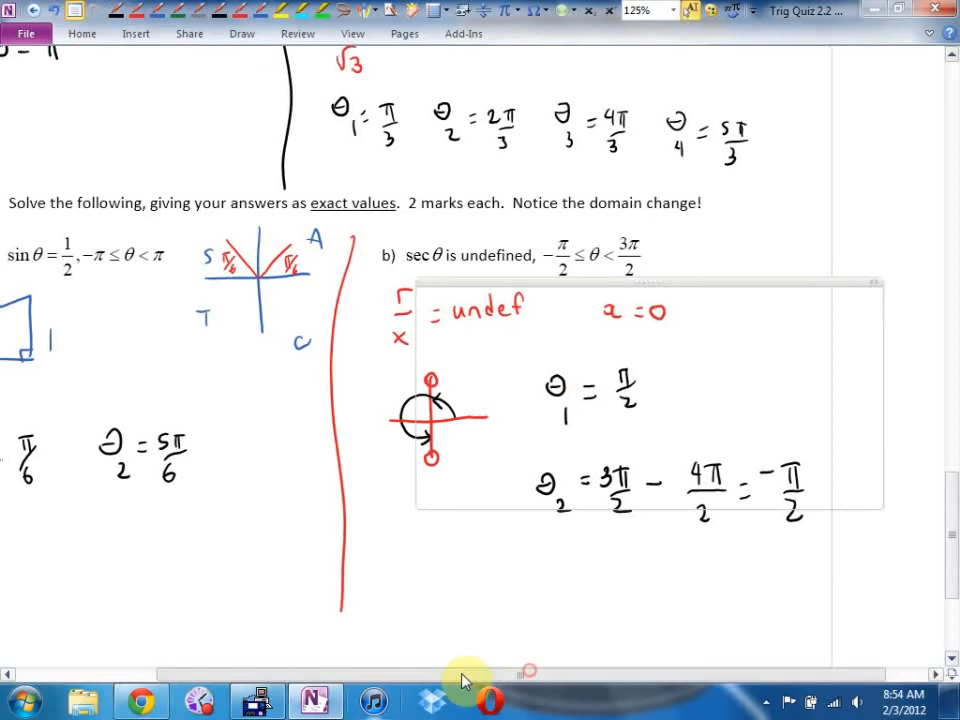 125%
Trig Quiz 2.2 ...
File Home Insert Share Draw View Pages Add-Ins
√3
θ1 = π/3 θ2 = 2π/3 θ3 = 4π/3 θ4 = 5π/3
Solve the following, giving your answers as exact values. 2 marks each. Notice the domain change!
sin θ = 1/2, -π ≤ θ < π
S A
π/6 π/6
T C
1
π/6 θ2 = 5π/6
b) sec θ is undefined, -π/2 ≤ θ < 3π/2
r/x = undef x = 0
θ1 = π/2
θ2 = 3π/2 - 4π/2 = -π/2
8:54 AM
2/3/2012